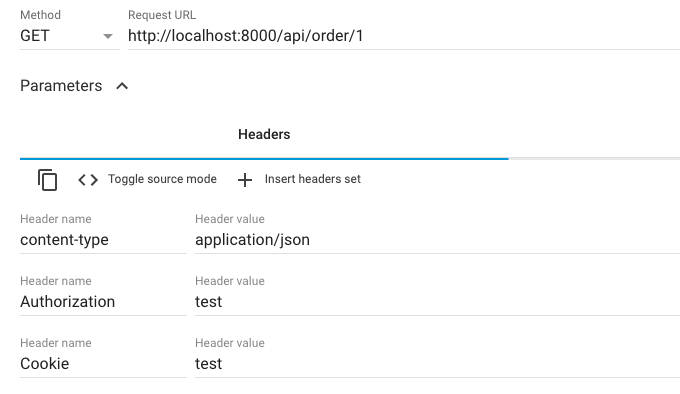 Method Request URL
GET http://localhost:8000/api/order/1
Parameters
Headers
Toggle source mode Insert headers set
Header name Header value
content-type application/json
Header name Header value
Authorization test
Header name Header value
Cookie test